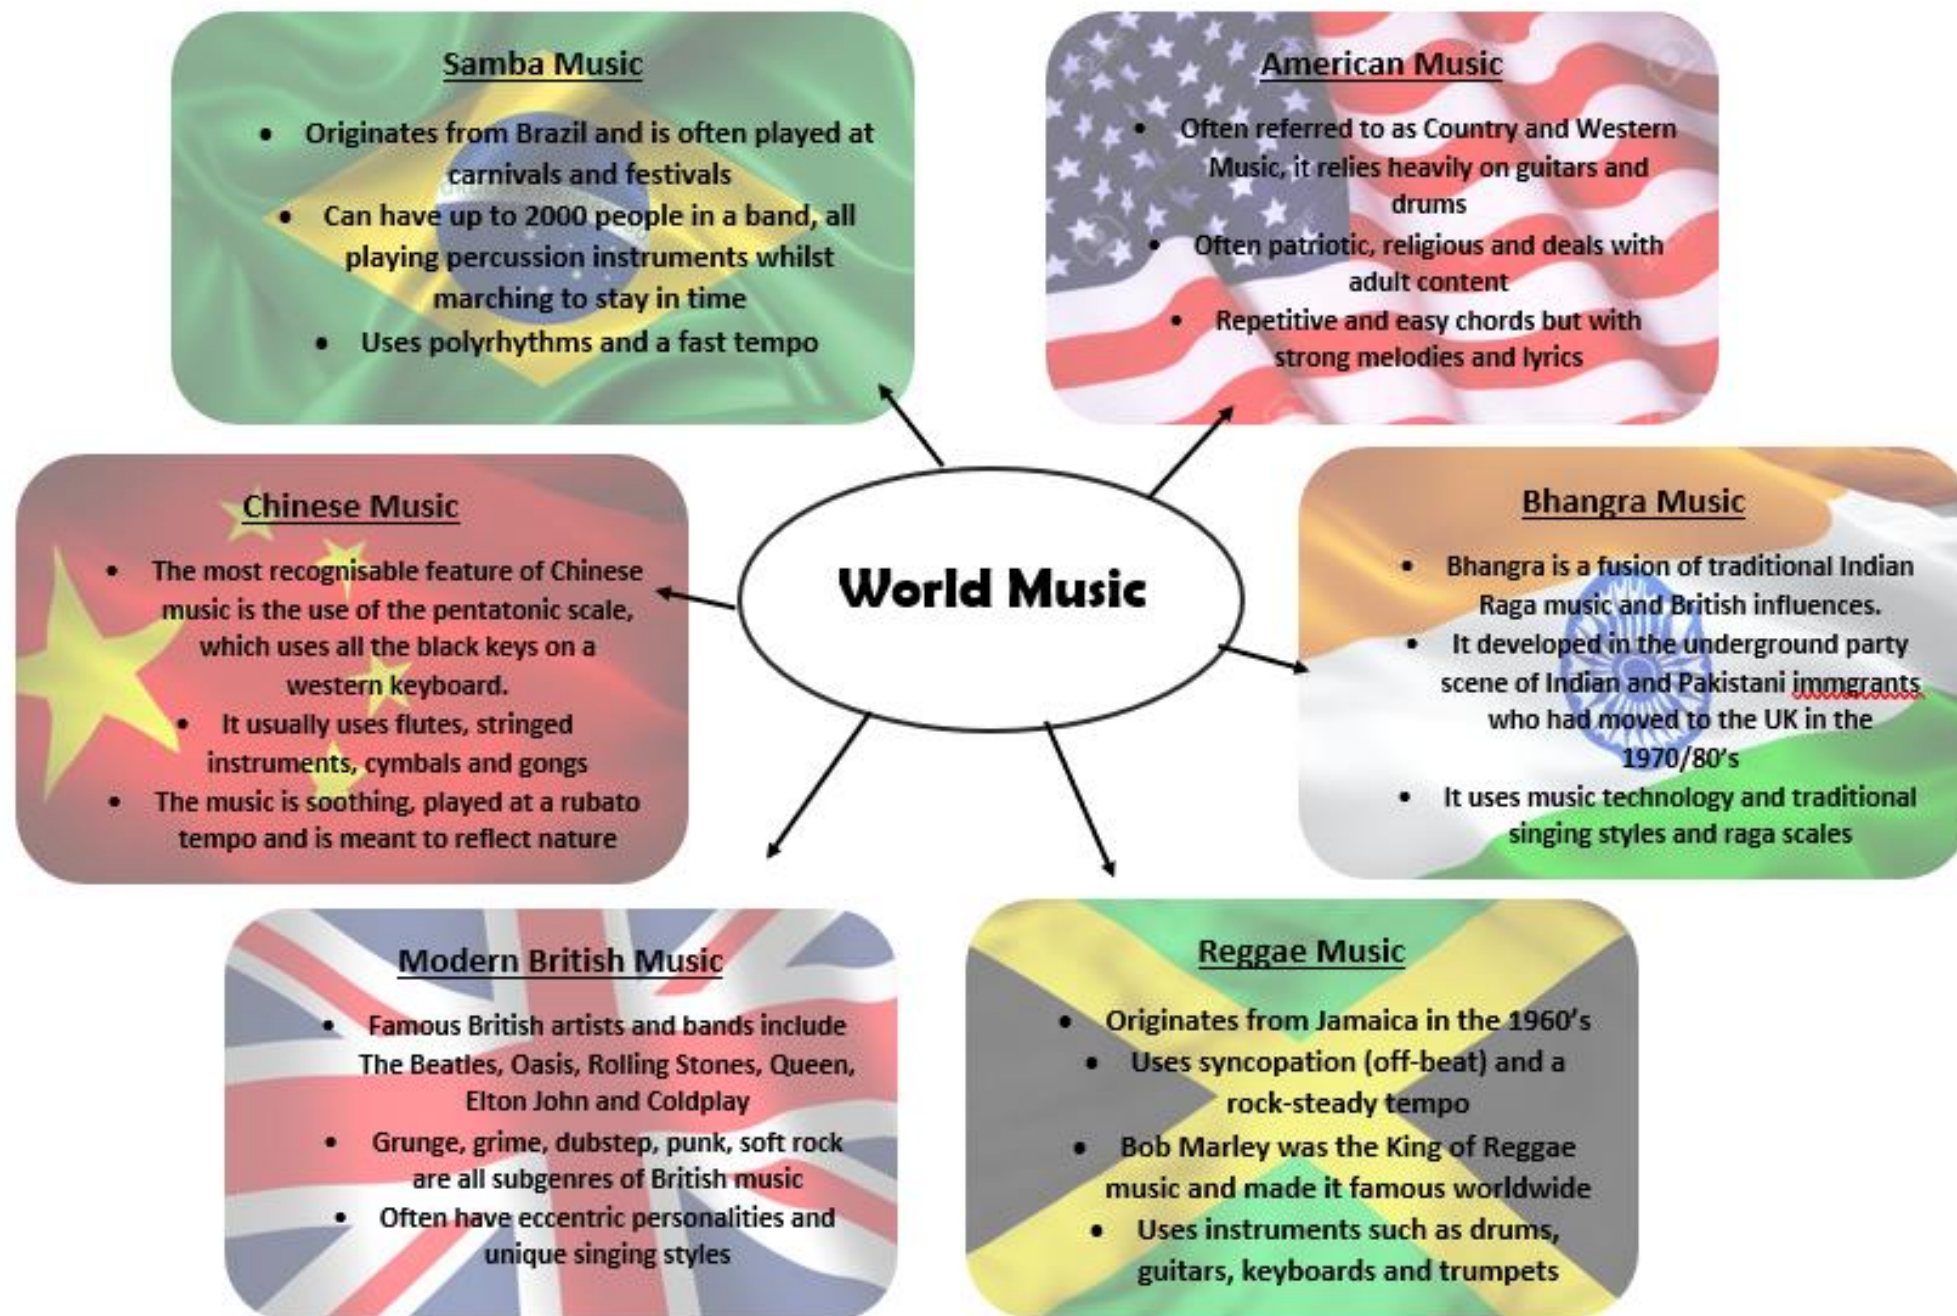 Samba Music
• Originates from Brazil and is often played at
carnivals and festivals
• Can have up to 2000 people in a band, all
playing percussion instruments whilst
marching to stay in time
• Uses polyrhythms and a fast tempo
American Music
• Often referred to as Country and Western
Music, it relies heavily on guitars and
drums
• Often patriotic, religious and deals with
adult content
• Repetitive and easy chords but with
strong melodies and lyrics
Chinese Music
• The most recognisable feature of Chinese
music is the use of the pentatonic scale,
which uses all the black keys on a
western keyboard.
• It usually uses flutes, stringed
instruments, cymbals and gongs
• The music is soothing, played at a rubato
tempo and is meant to reflect nature
World Music
Bhangra Music
• Bhangra is a fusion of traditional Indian
Raga music and British influences.
• It developed in the underground party
scene of Indian and Pakistani immgrants
who had moved to the UK in the
1970/80's
• It uses music technology and traditional
singing styles and raga scales
Modern British Music
• Famous British artists and bands include
The Beatles, Oasis, Rolling Stones, Queen,
Elton John and Coldplay
• Grunge, grime, dubstep, punk, soft rock
are all subgenres of British music
• Often have eccentric personalities and
unique singing styles
Reggae Music
• Originates from Jamaica in the 1960's
• Uses syncopation (off-beat) and a
rock-steady tempo
• Bob Marley was the King of Reggae
music and made it famous worldwide
• Uses instruments such as drums,
guitars, keyboards and trumpets